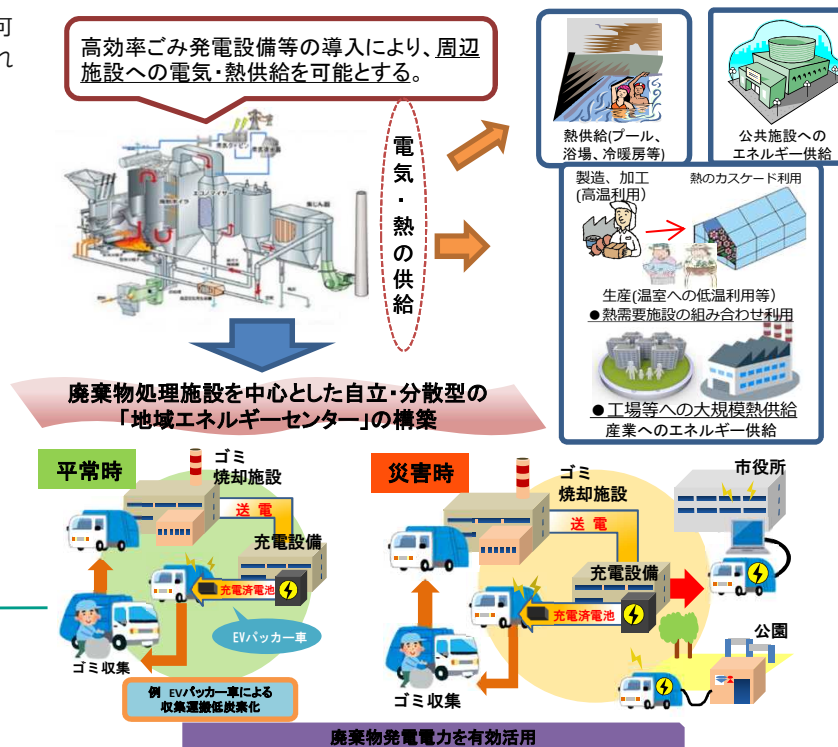 可
れ
高効率ごみ発電設備等の導入により、周辺
施設への電気・熱供給を可能とする。
電気・熱の供給
熱供給(プール、
浴場、冷暖房等)
公共施設への
エネルギー供給
製造、加工
(高温利用)
熱のカスケード利用
生産(温室への低温利用等)
●熱需要施設の組み合わせ利用
●工場等への大規模熱供給
産業へのエネルギー供給
廃棄物処理施設を中心とした自立・分散型の
「地域エネルギーセンター」の構築
平常時
ゴミ
焼却施設
送電
充電設備
充電済電池
EVパッカー車
ゴミ収集
例 EVパッカー車による
収集運搬低炭素化
災害時
ゴミ
焼却施設
送電
市役所
充電設備
充電済電池
公園
ゴミ収集
廃棄物発電電力を有効活用